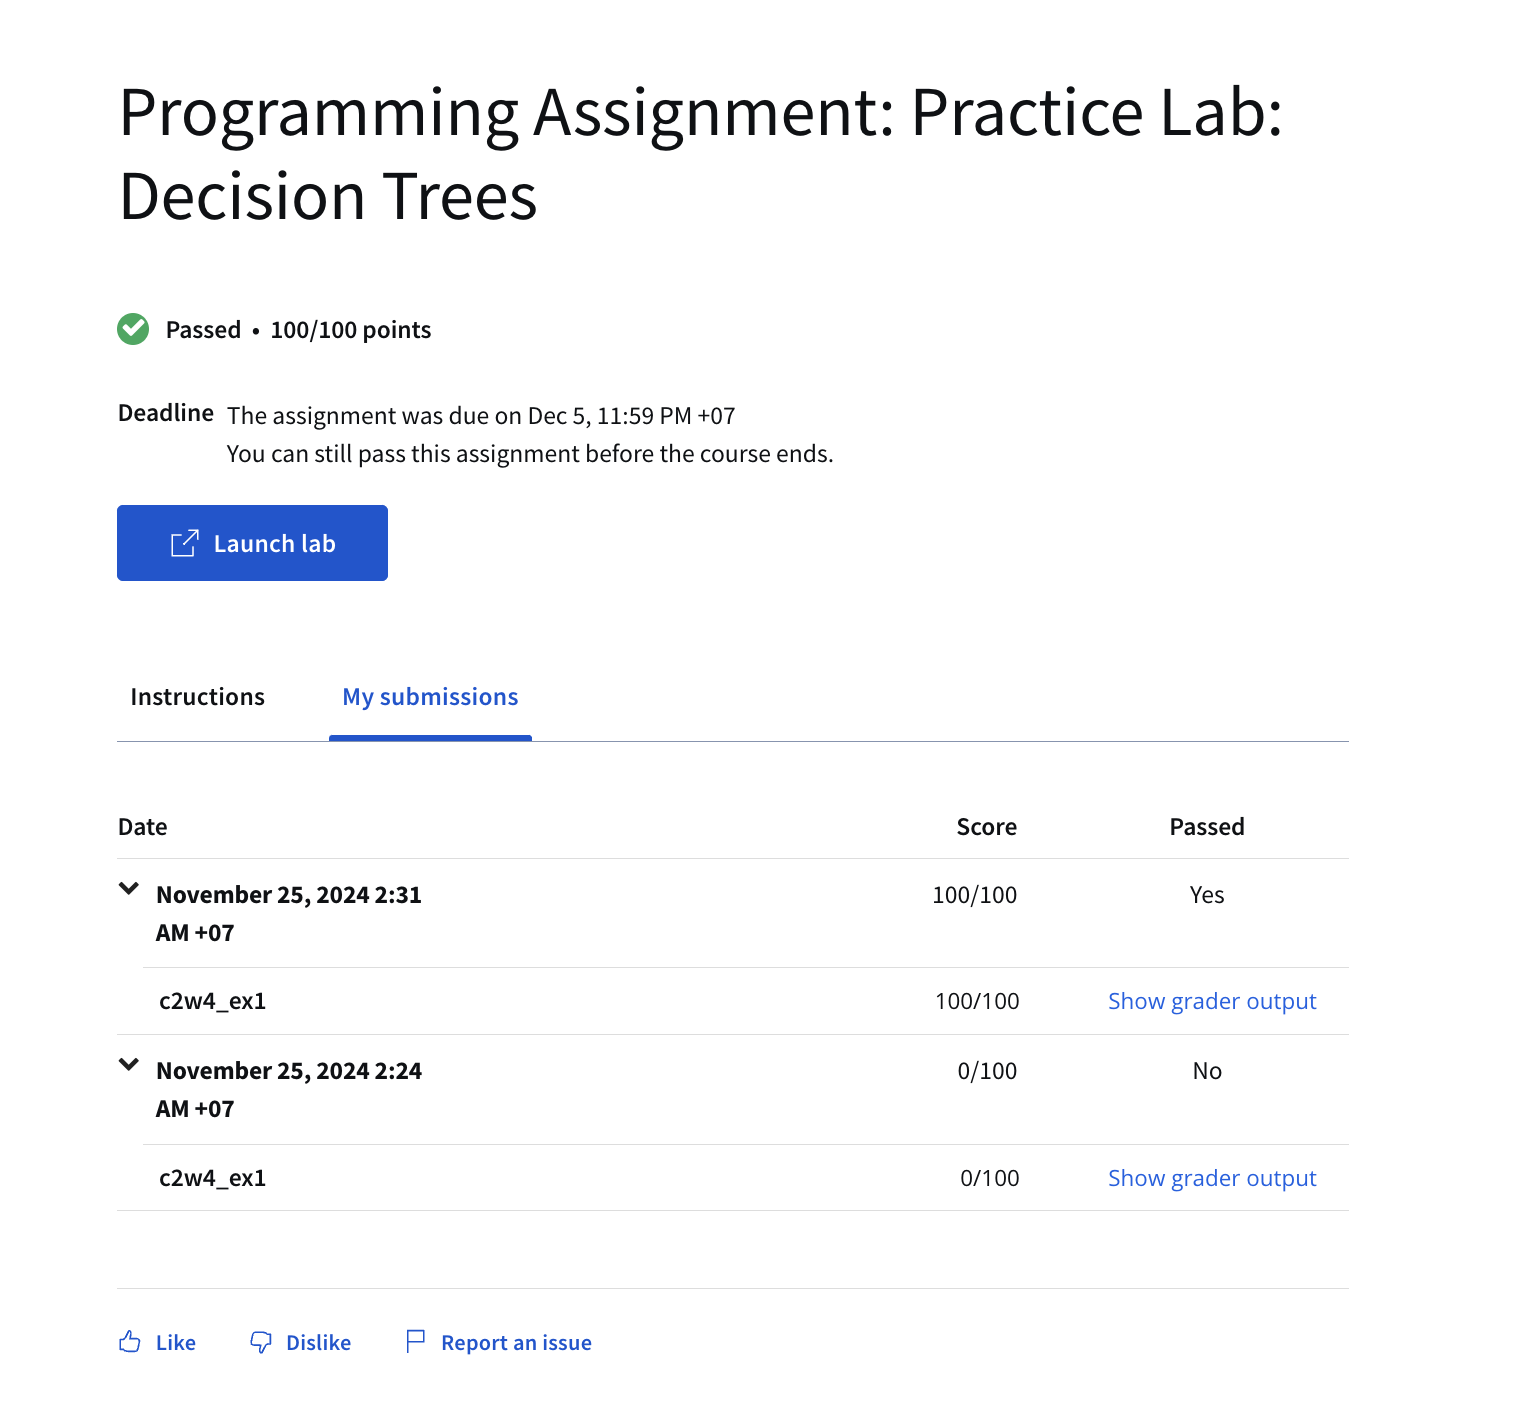 Programming Assignment: Practice Lab:
Decision Trees
Passed • 100/100 points
Deadline The assignment was due on Dec 5, 11:59 PM +07
You can still pass this assignment before the course ends.
Launch lab
Instructions My submissions
Date Score Passed
November 25, 2024 2:31 100/100 Yes
AM +07
c2w4_ex1 100/100 Show grader output
November 25, 2024 2:24 0/100 No
AM +07
c2w4_ex1 0/100 Show grader output
Like Dislike Report an issue